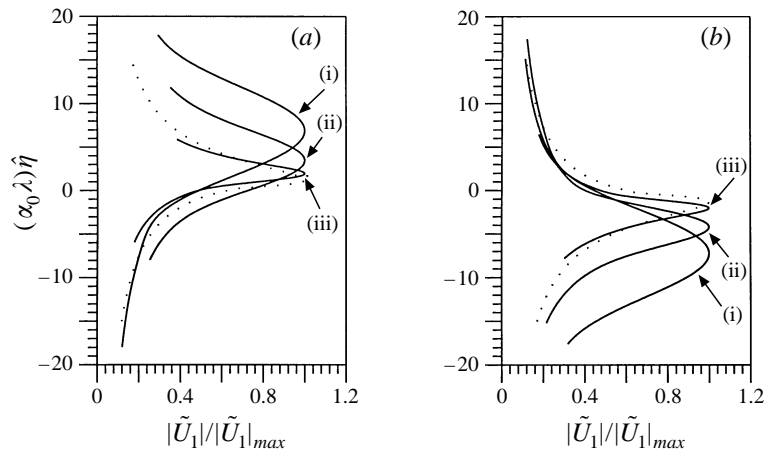 (a)
(b)
20
20
(i)
10
10
(ii)
(iii)
(α₀λ)η̂
0
0
(iii)
(ii)
−10
−10
(i)
−20
−20
0 0.4 0.8 1.2
0 0.4 0.8 1.2
|Ũ₁|/|Ũ₁|max
|Ũ₁|/|Ũ₁|max